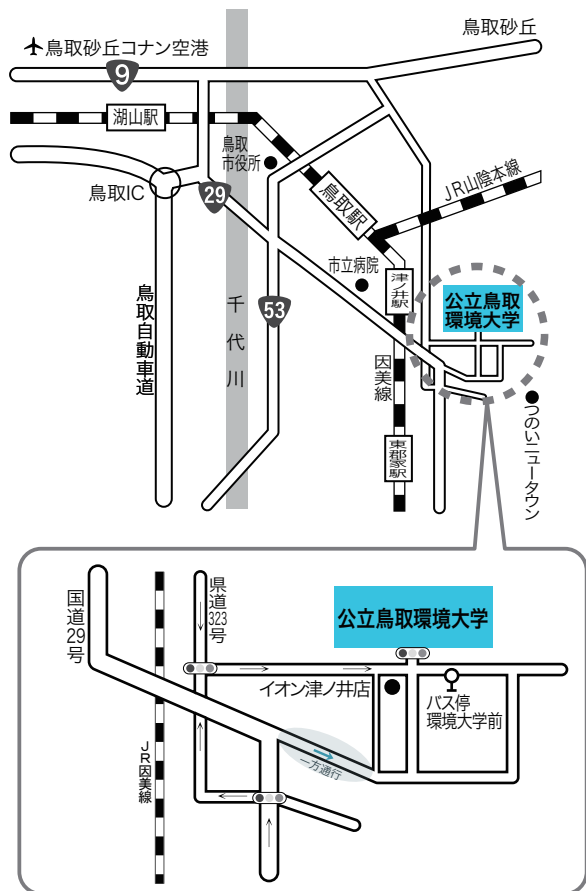 鳥取砂丘コナン空港
鳥取砂丘
9
湖山駅
鳥取
市役所
鳥取駅
JR山陰本線
鳥取IC
29
市立病院
津ノ井駅
公立鳥取
環境大学
鳥取自動車道
千代川
53
因美線
東郡家駅
つのいニュータウン
国道29号
県道323号
公立鳥取環境大学
イオン津ノ井店
バス停
環境大学前
一方通行
JR因美線